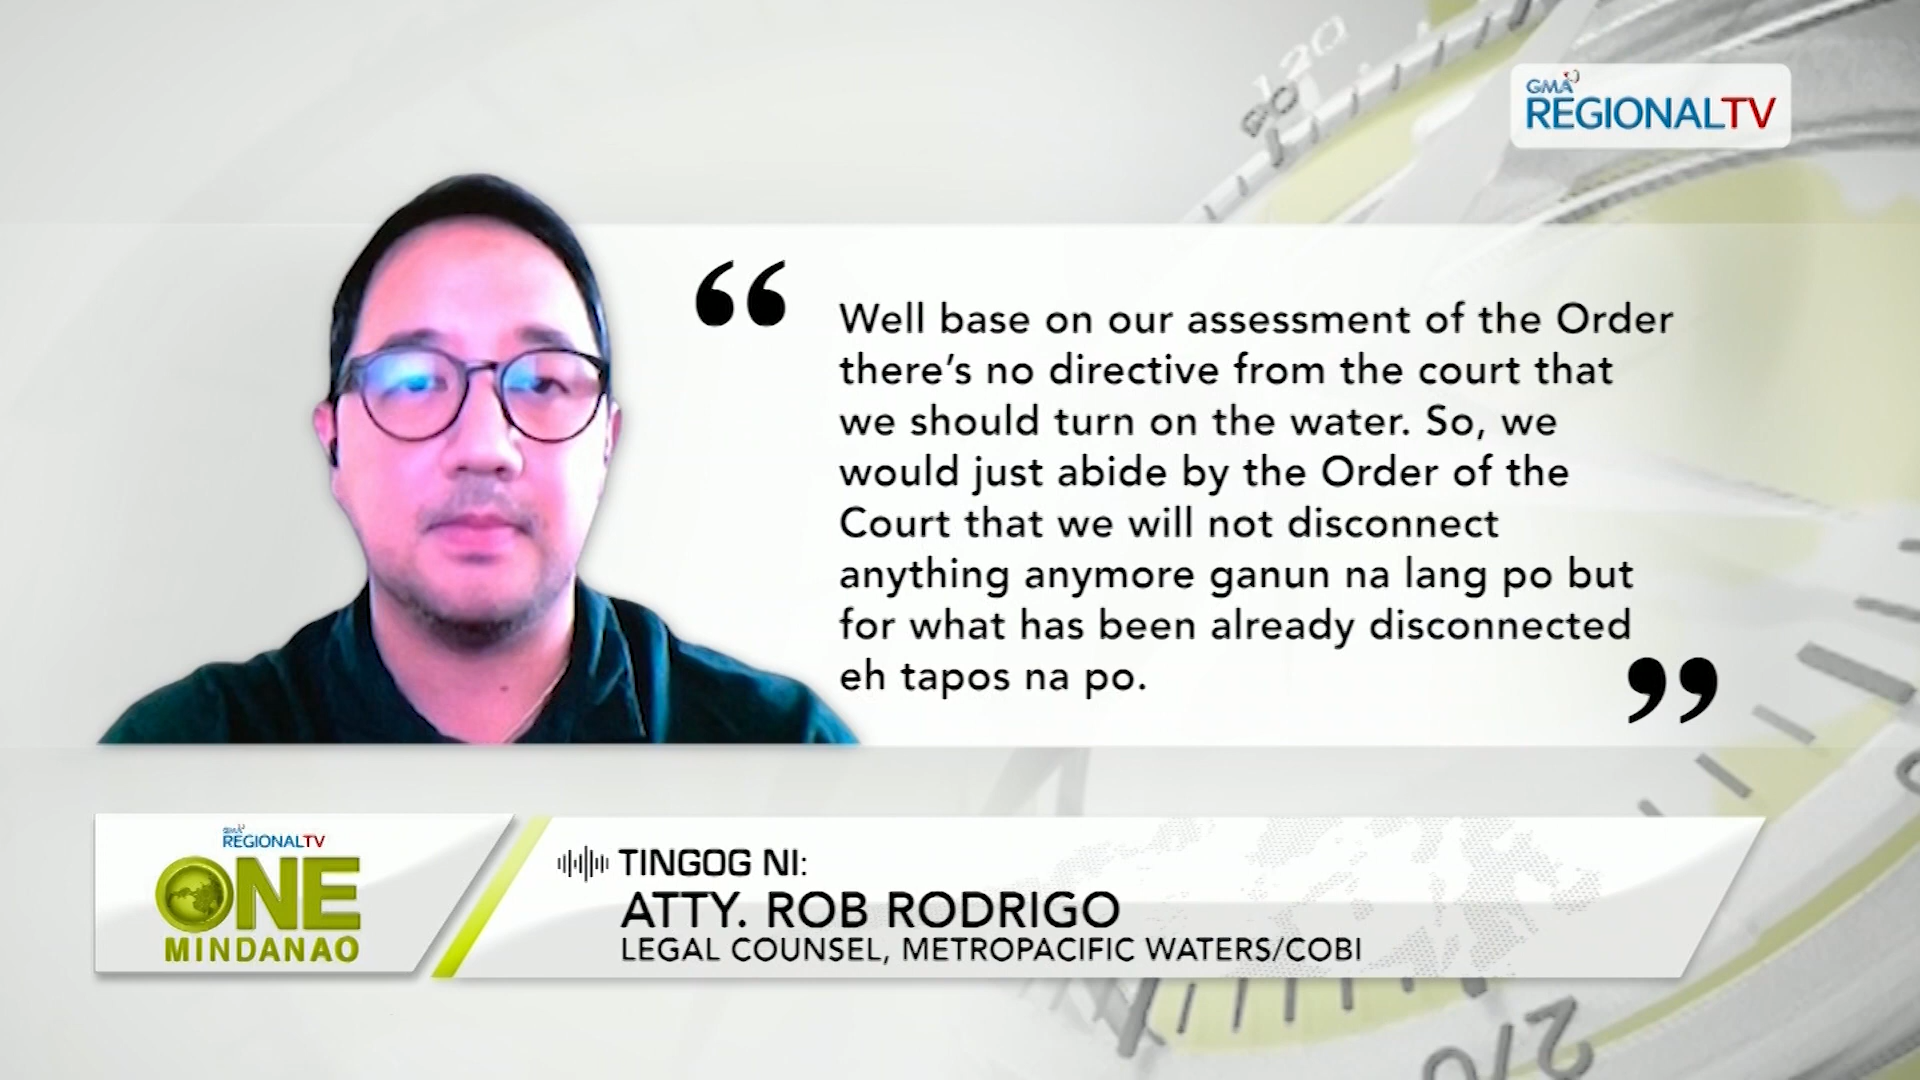 GMA
REGIONALTV
“
Well base on our assessment of the Order
there’s no directive from the court that
we should turn on the water. So, we
would just abide by the Order of the
Court that we will not disconnect
anything anymore ganun na lang po but
for what has been already disconnected
eh tapos na po.
”
GMA
REGIONALTV
ONE
MINDANAO
TINGOG NI:
ATTY. ROB RODRIGO
LEGAL COUNSEL, METROPACIFIC WATERS/COBI